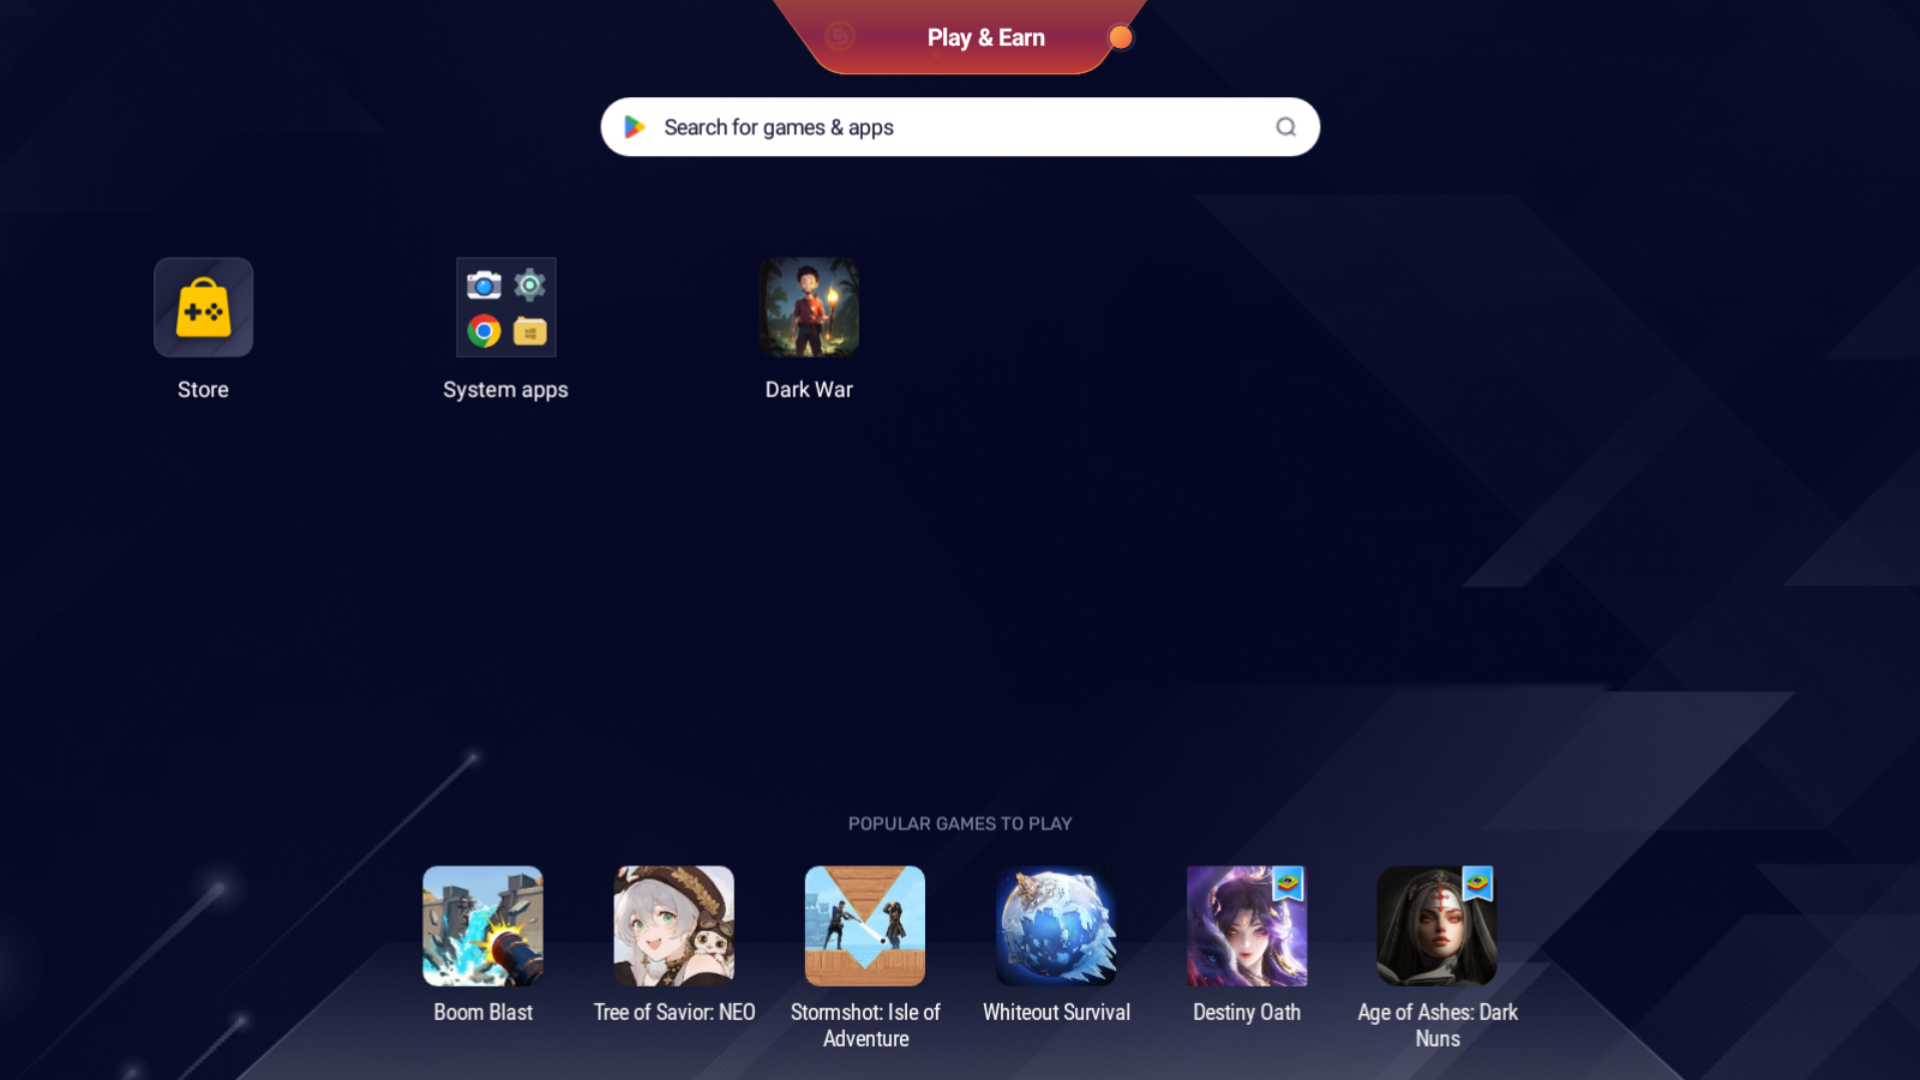 Play & Earn
Search for games & apps
Store
System apps
Dark War
POPULAR GAMES TO PLAY
Boom Blast
Tree of Savior: NEO
Stormshot: Isle of
Adventure
Whiteout Survival
Destiny Oath
Age of Ashes: Dark
Nuns